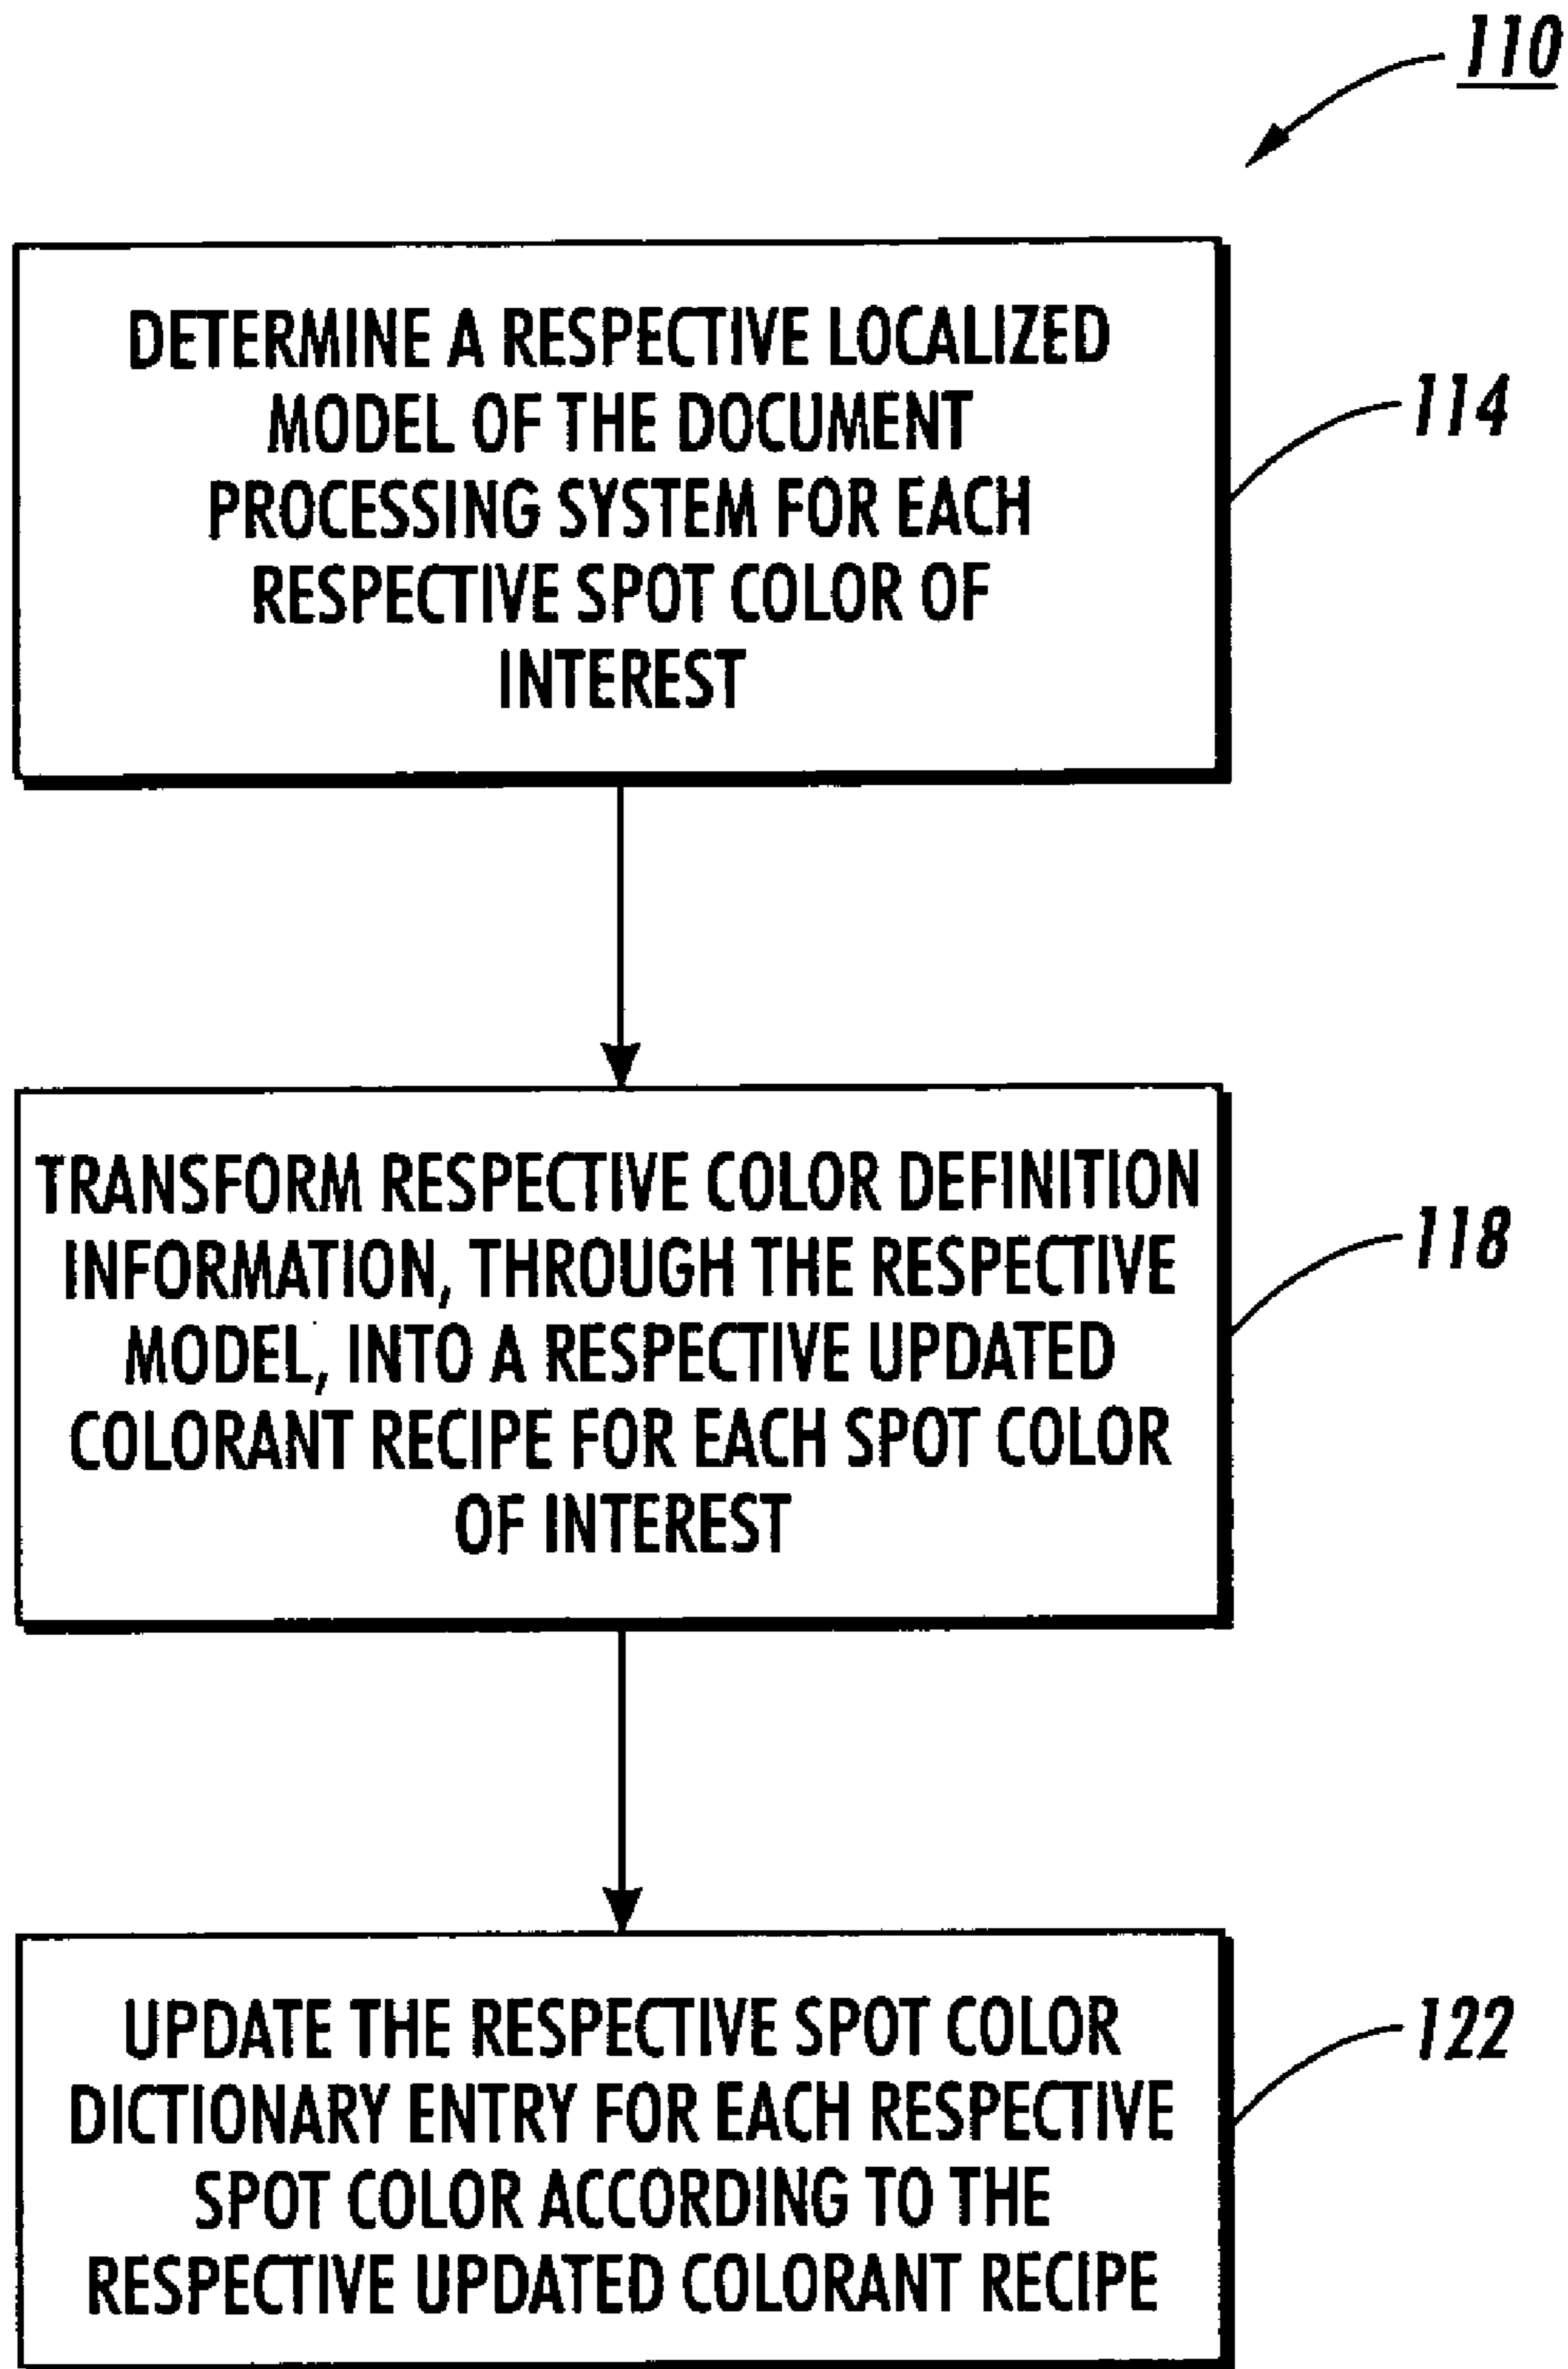 110
DETERMINE A RESPECTIVE LOCALIZED
MODEL OF THE DOCUMENT
PROCESSING SYSTEM FOR EACH
RESPECTIVE SPOT COLOR OF
INTEREST
114
TRANSFORM RESPECTIVE COLOR DEFINITION
INFORMATION, THROUGH THE RESPECTIVE
MODEL, INTO A RESPECTIVE UPDATED
COLORANT RECIPE FOR EACH SPOT COLOR
OF INTEREST
118
UPDATE THE RESPECTIVE SPOT COLOR
DICTIONARY ENTRY FOR EACH RESPECTIVE
SPOT COLOR ACCORDING TO THE
RESPECTIVE UPDATED COLORANT RECIPE
122